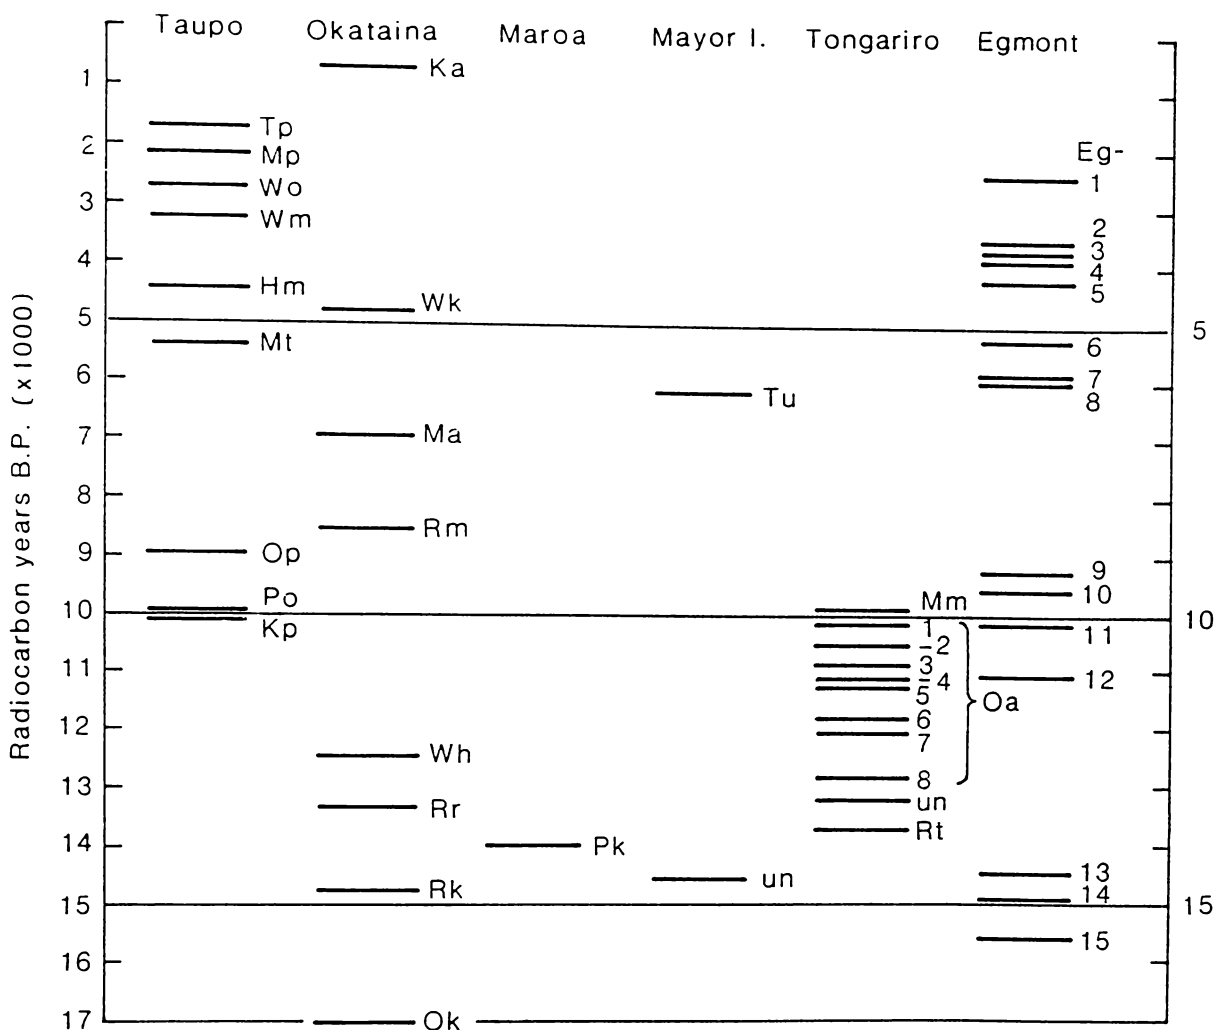 Taupo Okataina Maroa Mayor I. Tongariro Egmont
Ka
1
Tp
Mp
2
Eg-
Wo
1
3
Wm
2
3
4
4
Hm
5
Wk
5
5
Mt
6
6
7
Tu
8
7
Ma
8
Rm
9
Op
9
Po
Mm
10
10
Kp
1
10
11
2
11
3
4
12
5
Oa
12
6
7
Wh
13
8
un
Rr
Rt
14
Pk
13
un
Rk
14
15
15
15
16
17
Ok
Radiocarbon years B.P. (x1000)